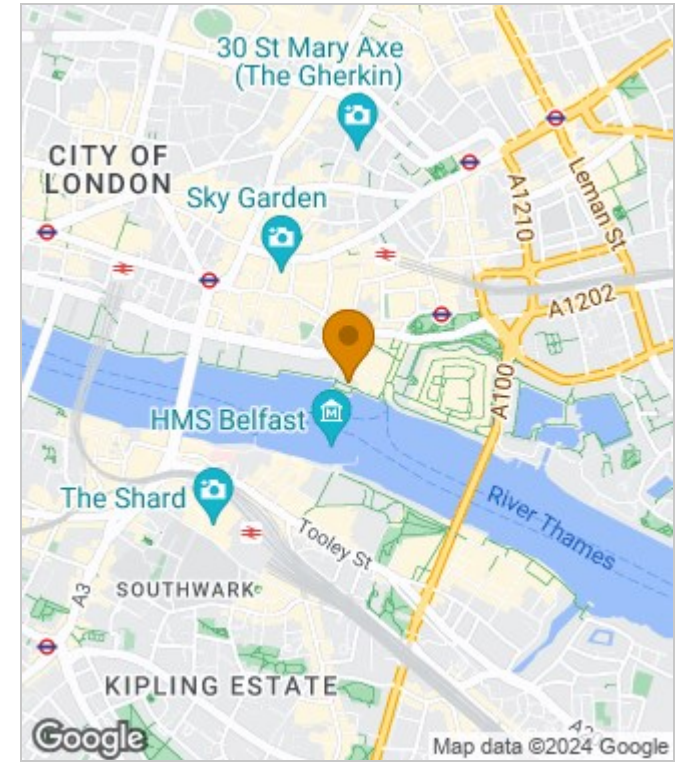 30 St Mary Axe
(The Gherkin)
CITY OF
LONDON
Sky Garden
A1210
Leman St
A1202
HMS Belfast
A100
The Shard
River Thames
Tooley St
A3
SOUTHWARK
KIPLING ESTATE
Google
Map data ©2024 Google